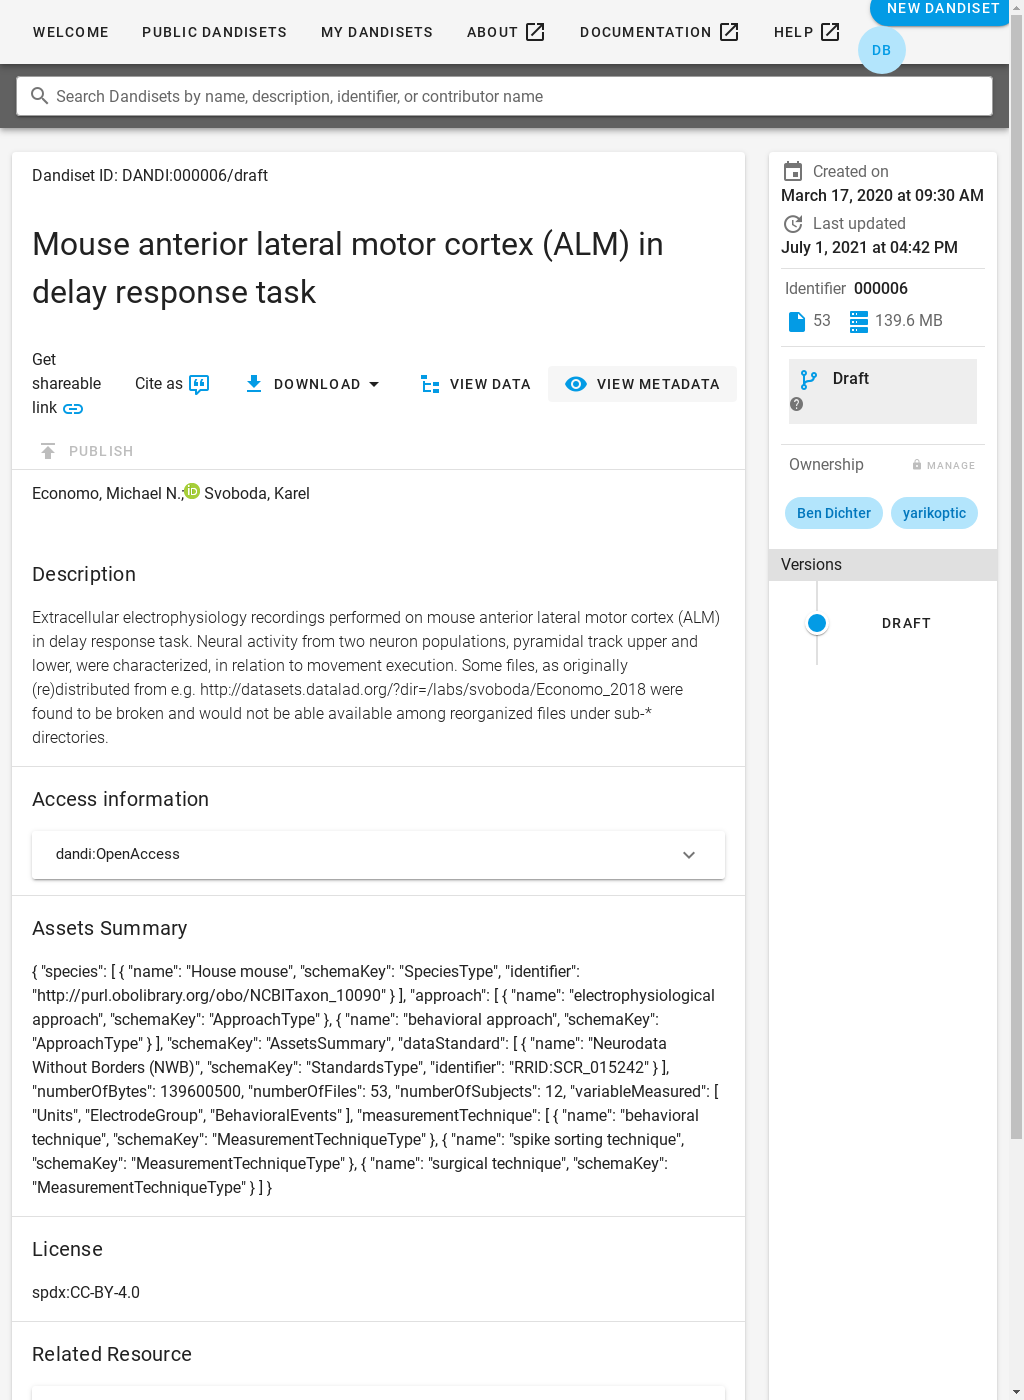 WELCOME PUBLIC DANDISETS MY DANDISETS ABOUT DOCUMENTATION HELP NEW DANDISET
DB
Search Dandisets by name, description, identifier, or contributor name
Dandiset ID: DANDI:000006/draft
Mouse anterior lateral motor cortex (ALM) in
delay response task
Get
shareable
link
Cite as
DOWNLOAD
VIEW DATA
VIEW METADATA
PUBLISH
Economo, Michael N.; iD Svoboda, Karel
Description
Extracellular electrophysiology recordings performed on mouse anterior lateral motor cortex (ALM)
in delay response task. Neural activity from two neuron populations, pyramidal track upper and
lower, were characterized, in relation to movement execution. Some files, as originally
(re)distributed from e.g. http://datasets.datalad.org/?dir=/labs/svoboda/Economo_2018 were
found to be broken and would not be able available among reorganized files under sub-*
directories.
Access information
dandi:OpenAccess
Assets Summary
{ "species": [ { "name": "House mouse", "schemaKey": "SpeciesType", "identifier":
"http://purl.obolibrary.org/obo/NCBITaxon_10090" } ], "approach": [ { "name": "electrophysiological
approach", "schemaKey": "ApproachType" }, { "name": "behavioral approach", "schemaKey":
"ApproachType" } ], "schemaKey": "AssetsSummary", "dataStandard": [ { "name": "Neurodata
Without Borders (NWB)", "schemaKey": "StandardsType", "identifier": "RRID:SCR_015242" } ],
"numberOfBytes": 139600500, "numberOfFiles": 53, "numberOfSubjects": 12, "variableMeasured": [
"Units", "ElectrodeGroup", "BehavioralEvents" ], "measurementTechnique": [ { "name": "behavioral
technique", "schemaKey": "MeasurementTechniqueType" }, { "name": "spike sorting technique",
"schemaKey": "MeasurementTechniqueType" }, { "name": "surgical technique", "schemaKey":
"MeasurementTechniqueType" } ] }
License
spdx:CC-BY-4.0
Related Resource
Created on
March 17, 2020 at 09:30 AM
Last updated
July 1, 2021 at 04:42 PM
Identifier 000006
53 139.6 MB
Draft
?
Ownership MANAGE
Ben Dichter yarikoptic
Versions
DRAFT